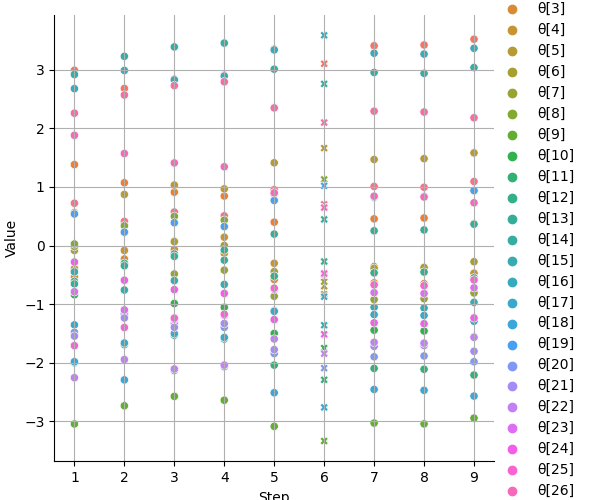 Value
3
2
1
0
−1
−2
−3
1 2 3 4 5 6 7 8 9
Step
θ[3]
θ[4]
θ[5]
θ[6]
θ[7]
θ[8]
θ[9]
θ[10]
θ[11]
θ[12]
θ[13]
θ[14]
θ[15]
θ[16]
θ[17]
θ[18]
θ[19]
θ[20]
θ[21]
θ[22]
θ[23]
θ[24]
θ[25]
θ[26]